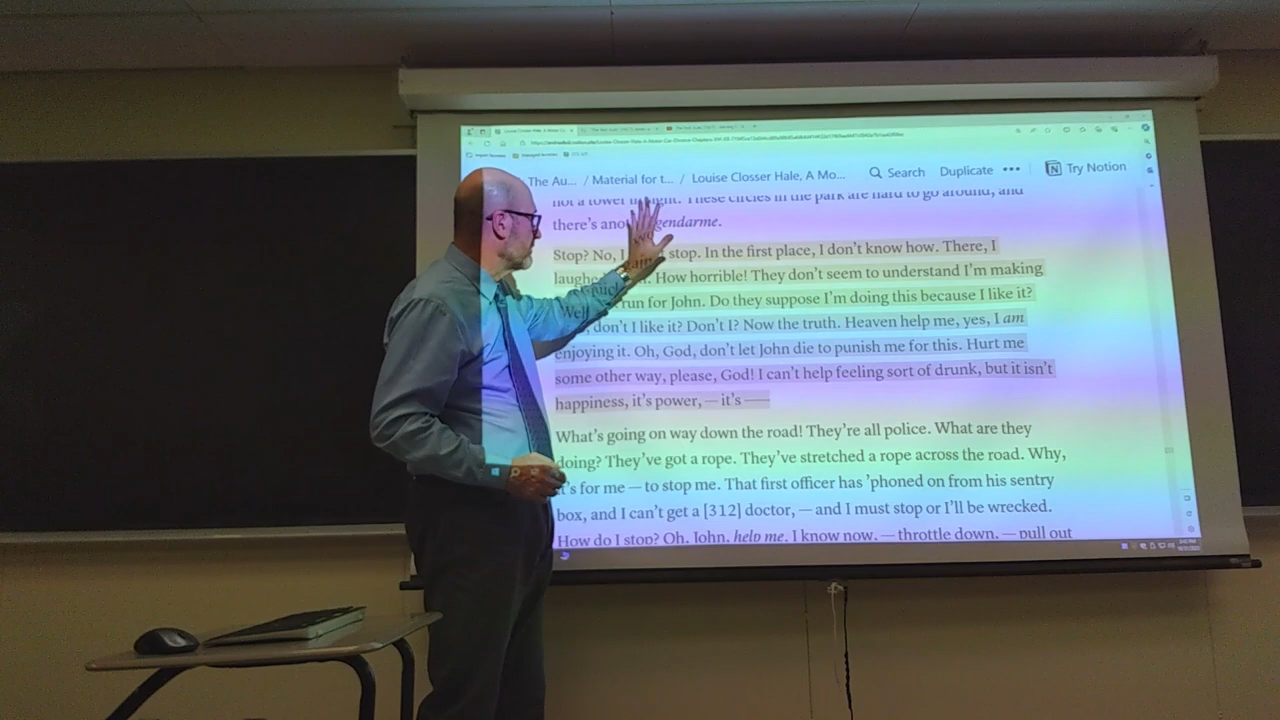 The Au... / Material for t... / Louise Closser Hale, A Mo... Search Duplicate ••• Try Notion
not a tower in sight. These circles in the park are hard to go around, and
there's gendarme.
Stop? No, I stop. In the first place, I don't know how. There, I
How horrible! They don't seem to understand I'm making
run for John. Do they suppose I'm doing this because I like it?
don't I like it? Don't I? Now the truth. Heaven help me, yes, I am
enjoying it. Oh, God, don't let John die to punish me for this. Hurt me
some other way, please, God! I can't help feeling sort of drunk, but it isn't
happiness, it's power, — it's ——
What's going on way down the road! They're all police. What are they
doing? They've got a rope. They've stretched a rope across the road. Why,
it's for me — to stop me. That first officer has 'phoned on from his sentry
box, and I can't get a [312] doctor, — and I must stop or I'll be wrecked.
How do I stop? Oh, John, help me. I know now, — throttle down, — pull out